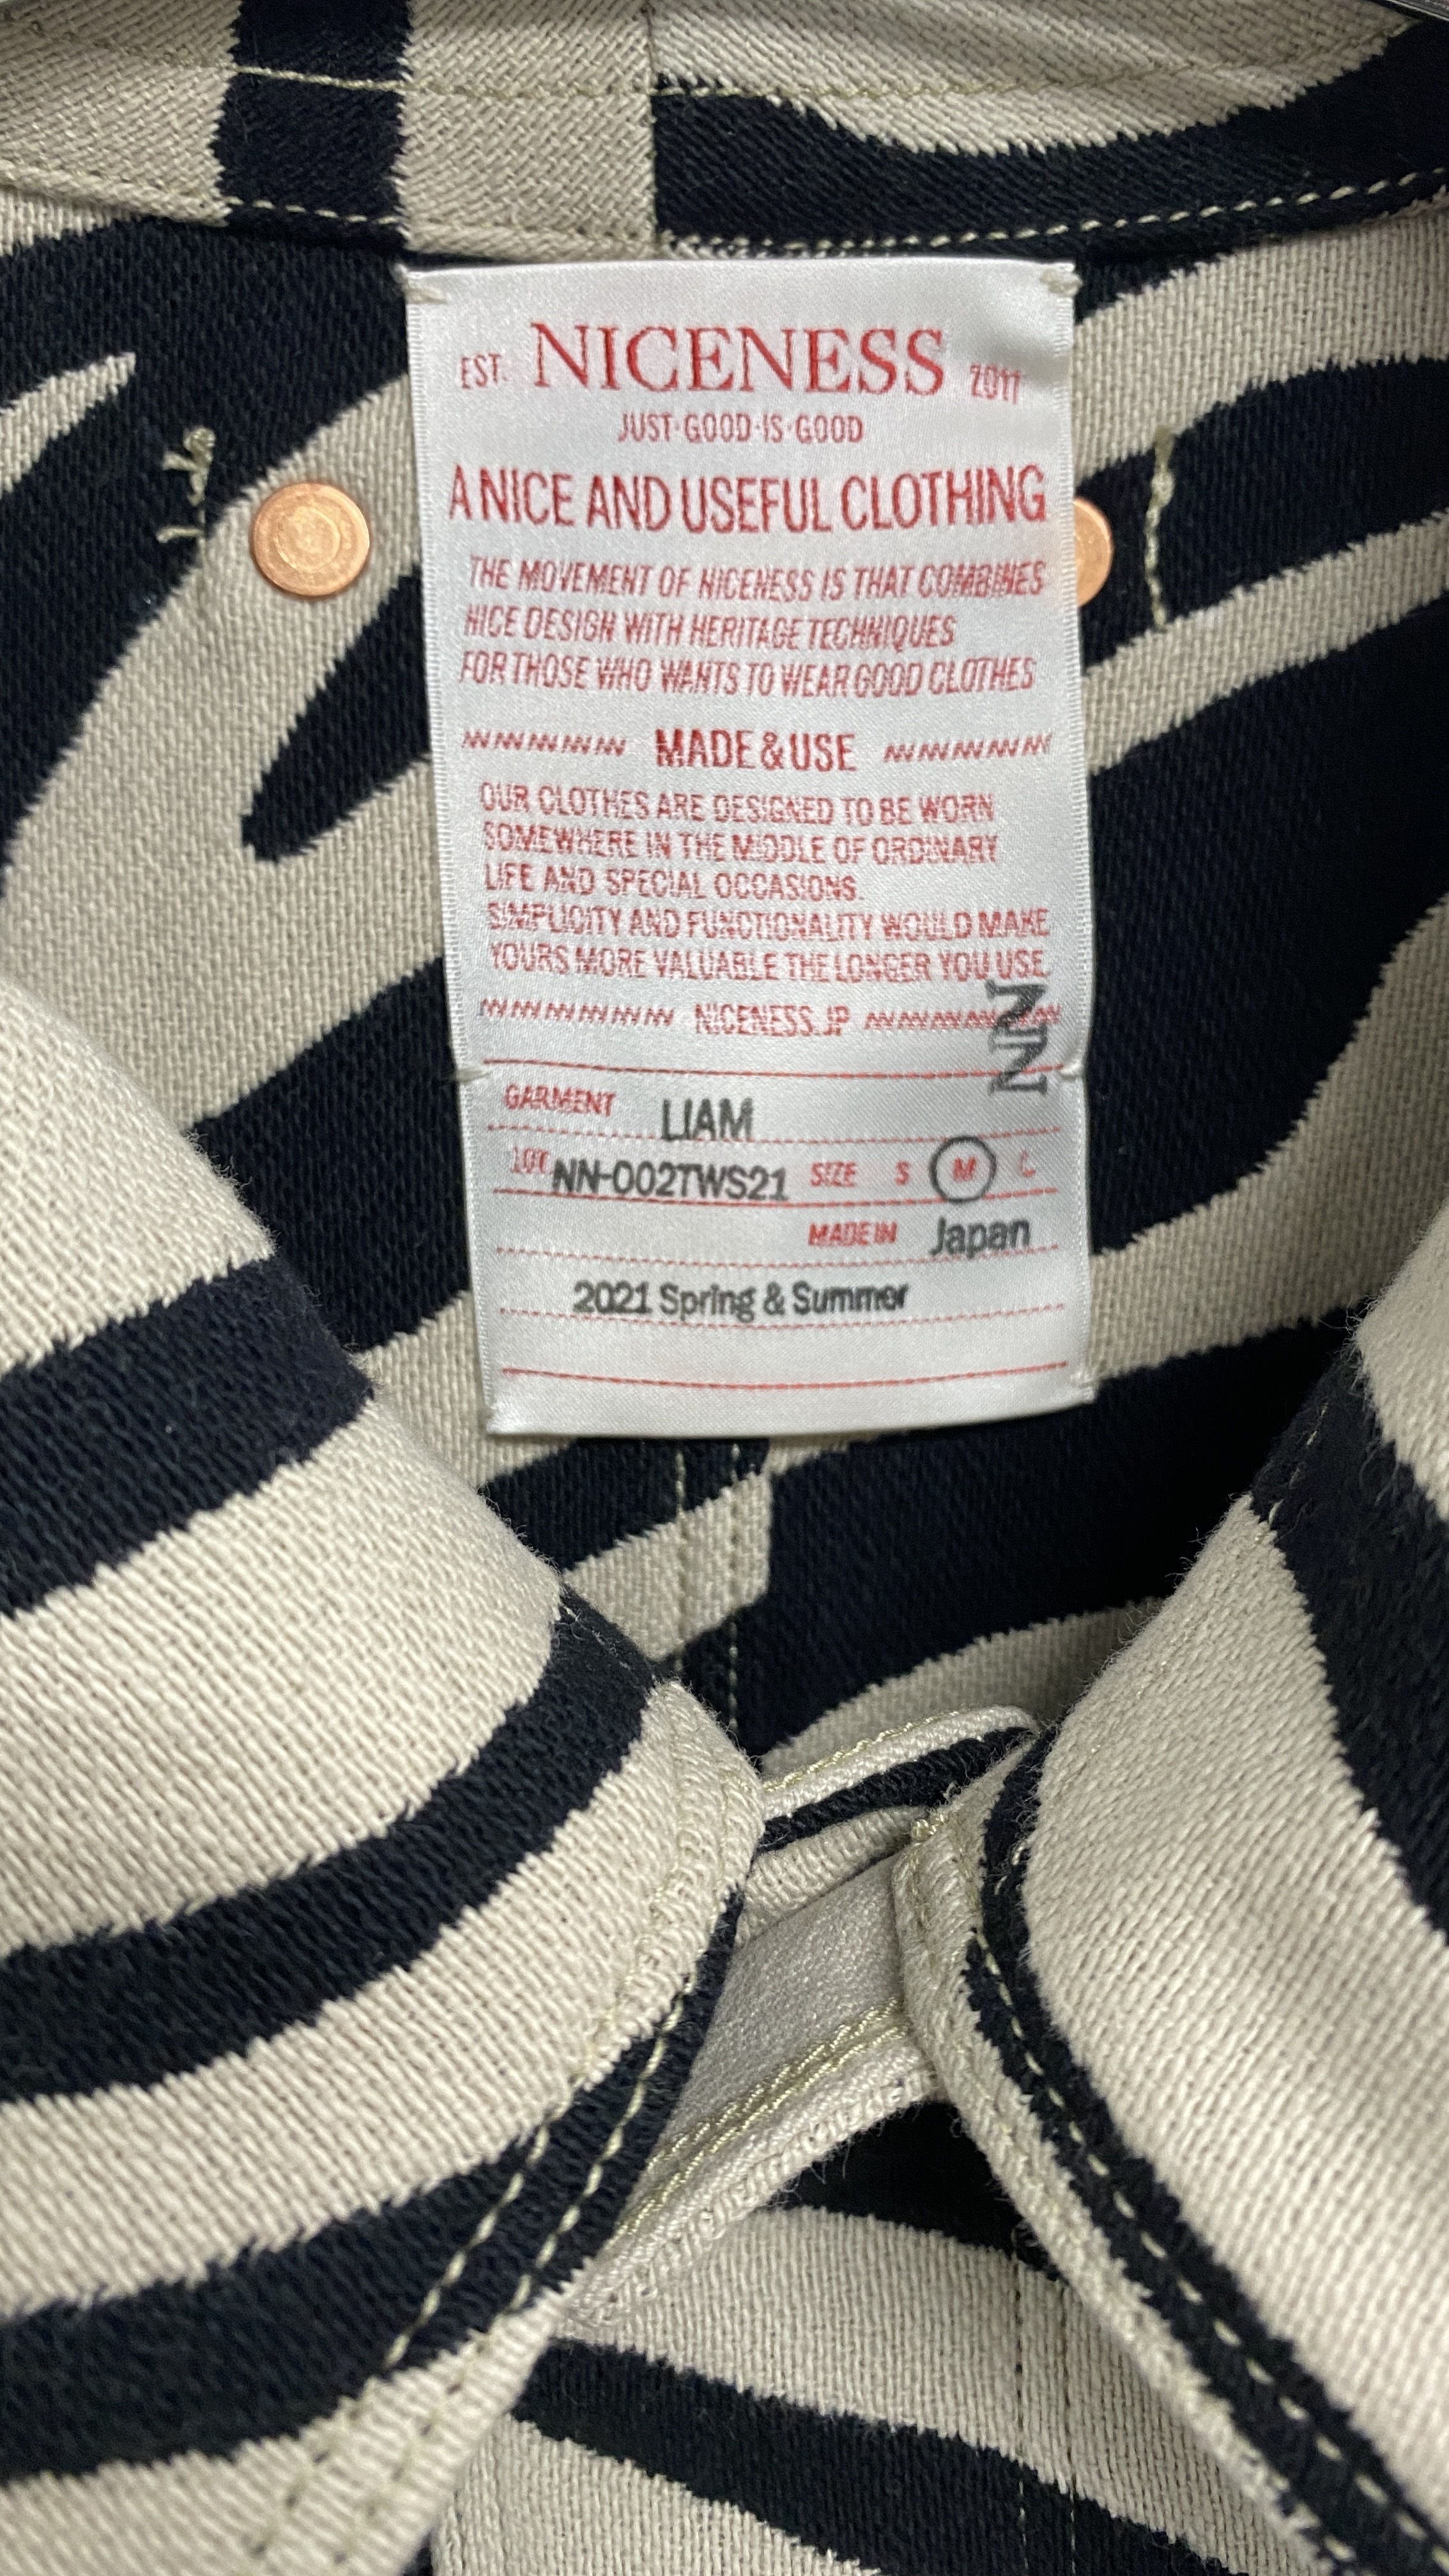 EST. NICENESS 2011
JUST·GOOD·IS·GOOD
A NICE AND USEFUL CLOTHING
THE MOVEMENT OF NICENESS IS THAT COMBINES
NICE DESIGN WITH HERITAGE TECHNIQUES
FOR THOSE WHO WANTS TO WEAR GOOD CLOTHES
MADE & USE
OUR CLOTHES ARE DESIGNED TO BE WORN
SOMEWHERE IN THE MIDDLE OF ORDINARY
LIFE AND SPECIAL OCCASIONS.
SIMPLICITY AND FUNCTIONALITY WOULD MAKE
YOURS MORE VALUABLE THE LONGER YOU USE.
NICENESS.JP
NN
GARMENT LIAM
LOT NN-002TWS21 SIZE S M L
MADE IN Japan
2021 Spring & Summer